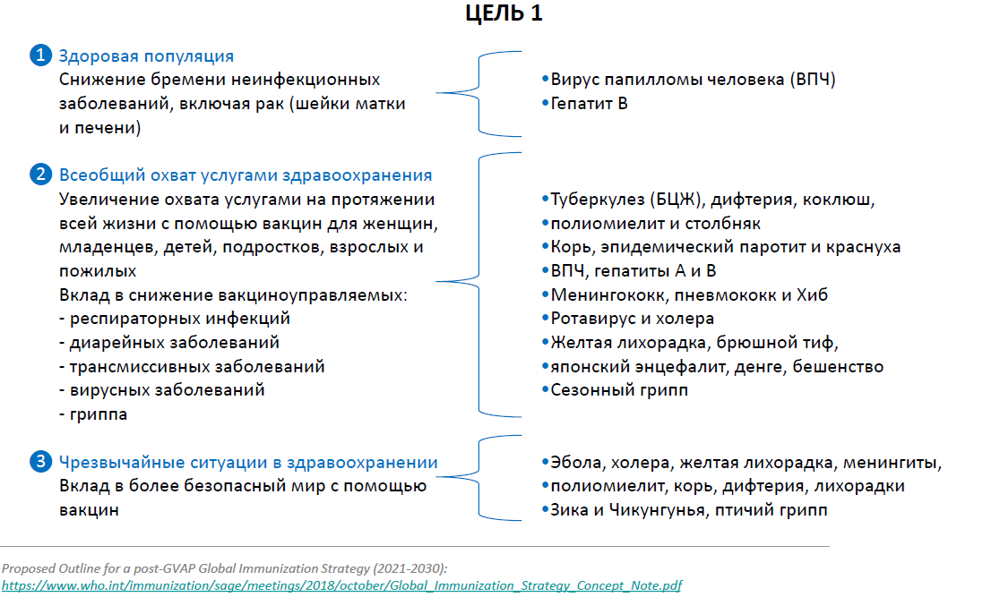 ЦЕЛЬ 1
1 Здоровая популяция
Снижение бремени неинфекционных
заболеваний, включая рак (шейки матки
и печени)
•Вирус папилломы человека (ВПЧ)
•Гепатит В
2 Всеобщий охват услугами здравоохранения
Увеличение охвата услугами на протяжении
всей жизни с помощью вакцин для женщин,
младенцев, детей, подростков, взрослых и
пожилых
Вклад в снижение вакциноуправляемых:
- респираторных инфекций
- диарейных заболеваний
- трансмиссивных заболеваний
- вирусных заболеваний
- гриппа
•Туберкулез (БЦЖ), дифтерия, коклюш,
•полиомиелит и столбняк
•Корь, эпидемический паротит и краснуха
•ВПЧ, гепатиты А и В
•Менингококк, пневмококк и Хиб
•Ротавирус и холера
•Желтая лихорадка, брюшной тиф,
•японский энцефалит, денге, бешенство
•Сезонный грипп
3 Чрезвычайные ситуации в здравоохранении
Вклад в более безопасный мир с помощью
вакцин
•Эбола, холера, желтая лихорадка, менингиты,
•полиомиелит, корь, дифтерия, лихорадки
•Зика и Чикунгунья, птичий грипп
Proposed Outline for a post-GVAP Global Immunization Strategy (2021-2030):
https://www.who.int/immunization/sage/meetings/2018/october/Global_Immunization_Strategy_Concept_Note.pdf